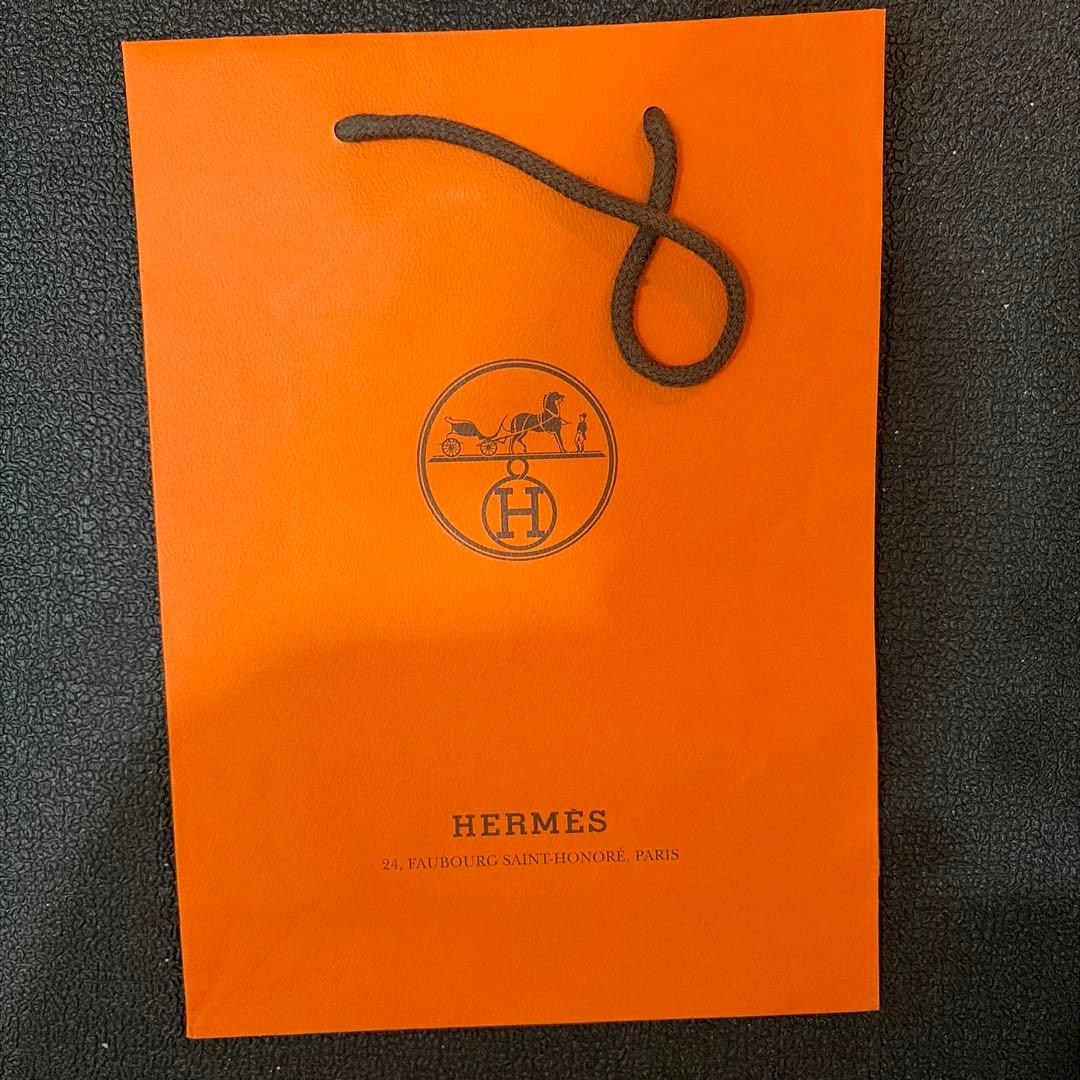 H
HERMÈS
24, FAUBOURG SAINT-HONORÉ, PARIS